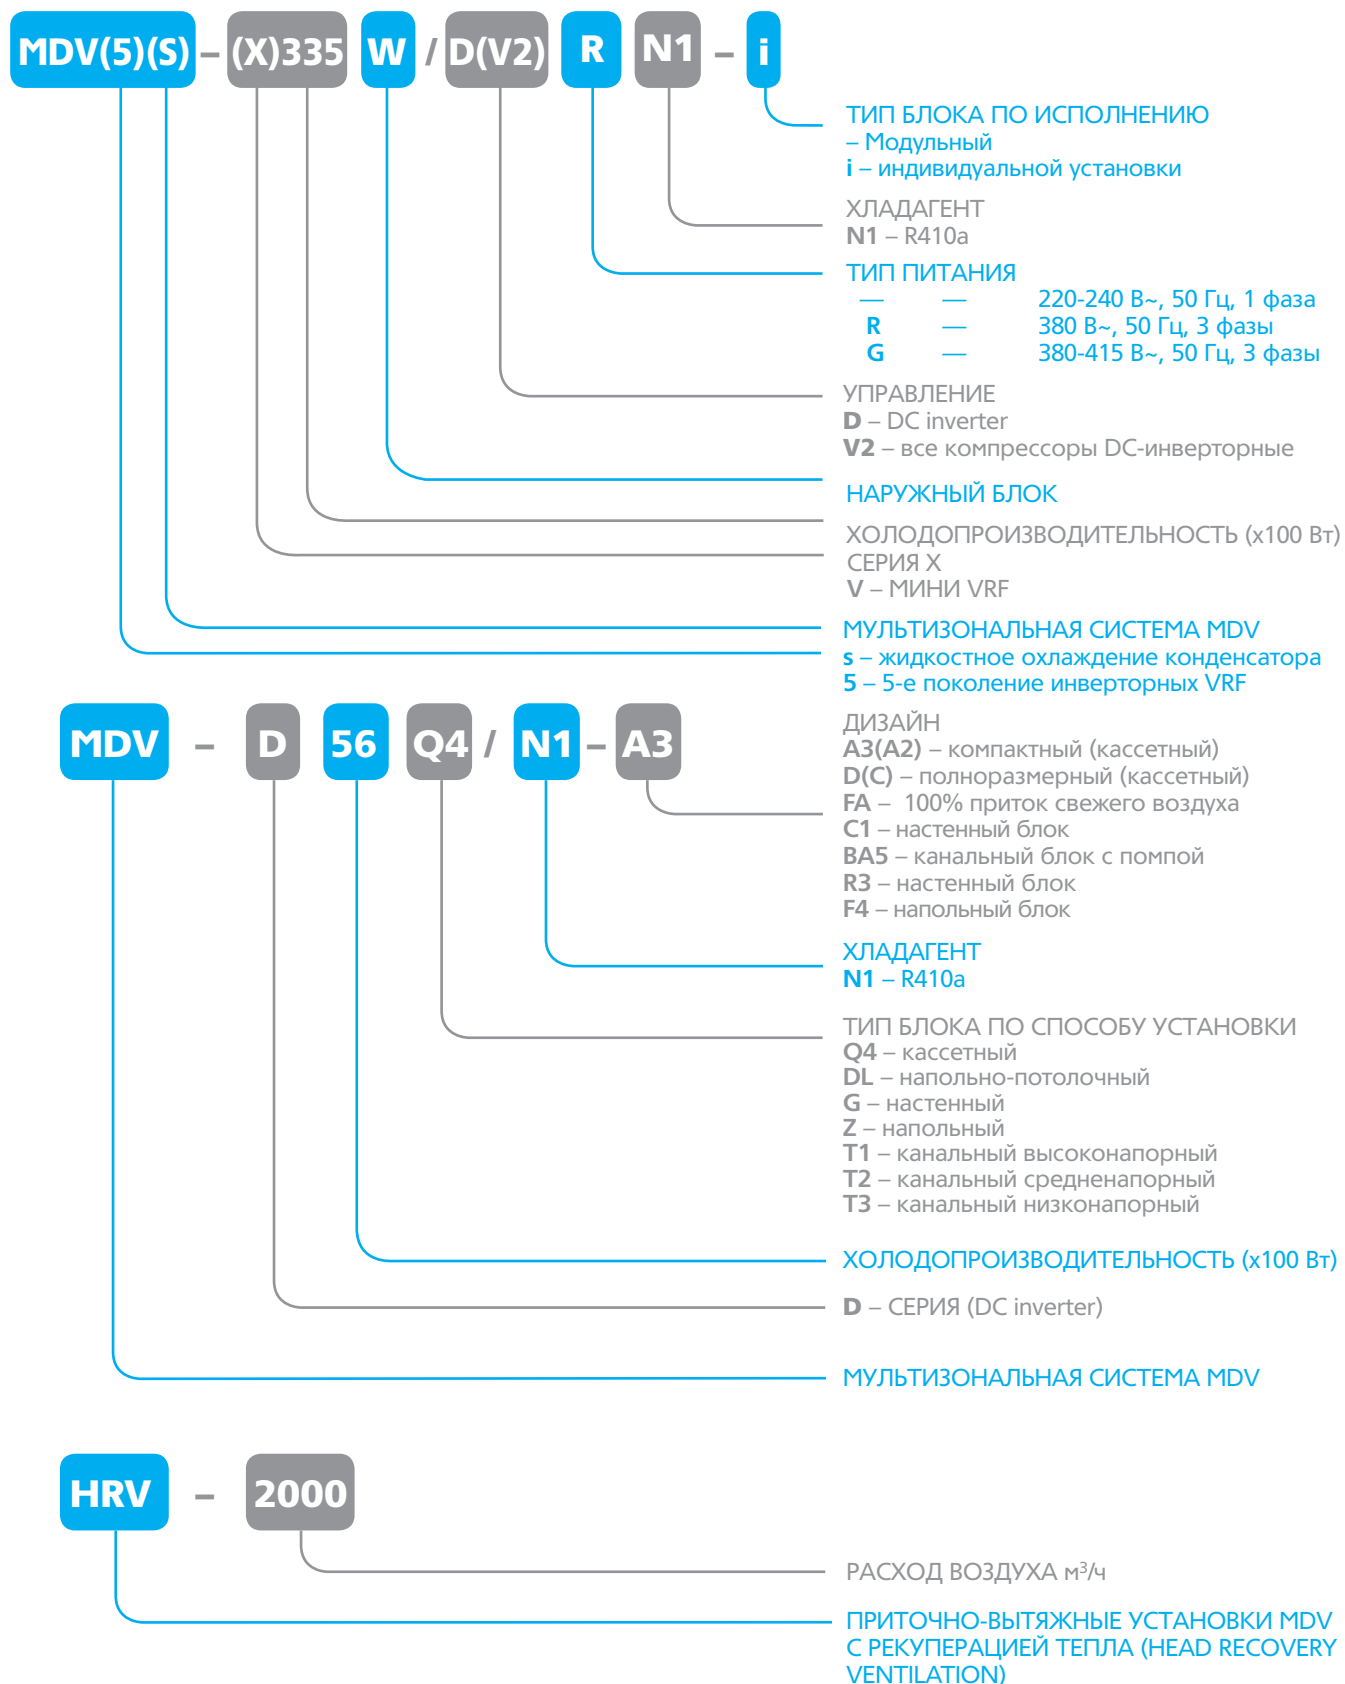 MDV(5)(S) – (X)335 W / D(V2) R N1 – i
ТИП БЛОКА ПО ИСПОЛНЕНИЮ
– Модульный
i – индивидуальной установки
ХЛАДАГЕНТ
N1 – R410a
ТИП ПИТАНИЯ
— — 220-240 В~, 50 Гц, 1 фаза
R — 380 В~, 50 Гц, 3 фазы
G — 380-415 В~, 50 Гц, 3 фазы
УПРАВЛЕНИЕ
D – DC inverter
V2 – все компрессоры DC-инверторные
НАРУЖНЫЙ БЛОК
ХОЛОДОПРОИЗВОДИТЕЛЬНОСТЬ (х100 Вт)
СЕРИЯ X
V – МИНИ VRF
МУЛЬТИЗОНАЛЬНАЯ СИСТЕМА MDV
s – жидкостное охлаждение конденсатора
5 – 5-е поколение инверторных VRF
MDV – D 56 Q4 / N1 – A3
ДИЗАЙН
A3(A2) – компактный (кассетный)
D(C) – полноразмерный (кассетный)
FA – 100% приток свежего воздуха
C1 – настенный блок
BA5 – канальный блок с помпой
R3 – настенный блок
F4 – напольный блок
ХЛАДАГЕНТ
N1 – R410a
ТИП БЛОКА ПО СПОСОБУ УСТАНОВКИ
Q4 – кассетный
DL – напольно-потолочный
G – настенный
Z – напольный
T1 – канальный высоконапорный
T2 – канальный средненапорный
T3 – канальный низконапорный
ХОЛОДОПРОИЗВОДИТЕЛЬНОСТЬ (х100 Вт)
D – СЕРИЯ (DC inverter)
МУЛЬТИЗОНАЛЬНАЯ СИСТЕМА MDV
HRV – 2000
РАСХОД ВОЗДУХА м³/ч
ПРИТОЧНО-ВЫТЯЖНЫЕ УСТАНОВКИ MDV
С РЕКУПЕРАЦИЕЙ ТЕПЛА (HEAD RECOVERY
VENTILATION)